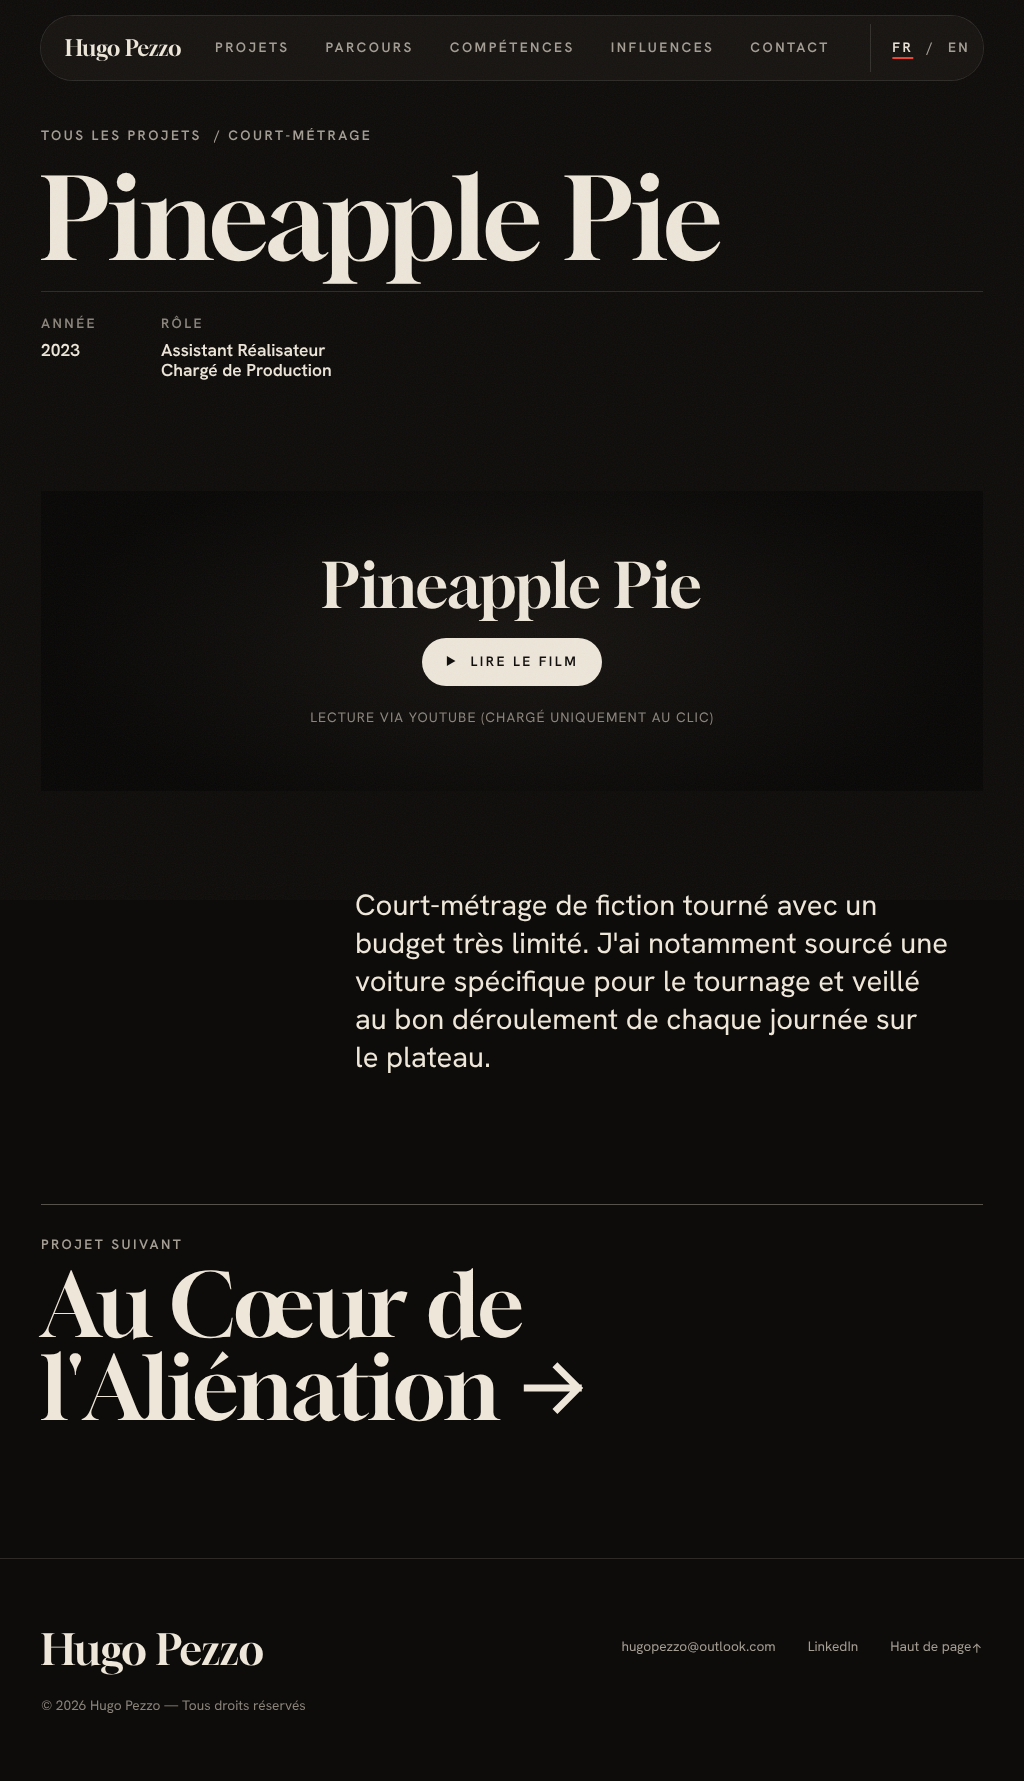 Hugo Pezzo PROJETS PARCOURS COMPÉTENCES INFLUENCES CONTACT FR / EN
TOUS LES PROJETS / COURT-MÉTRAGE
Pineapple Pie
ANNÉE RÔLE
2023 Assistant Réalisateur
Chargé de Production
Pineapple Pie
LIRE LE FILM
LECTURE VIA YOUTUBE (CHARGÉ UNIQUEMENT AU CLIC)
Court-métrage de fiction tourné avec un
budget très limité. J'ai notamment sourcé une
voiture spécifique pour le tournage et veillé
au bon déroulement de chaque journée sur
le plateau.
PROJET SUIVANT
Au Cœur de
l'Aliénation →
Hugo Pezzo
hugopezzo@outlook.com LinkedIn Haut de page↑
© 2026 Hugo Pezzo — Tous droits réservés